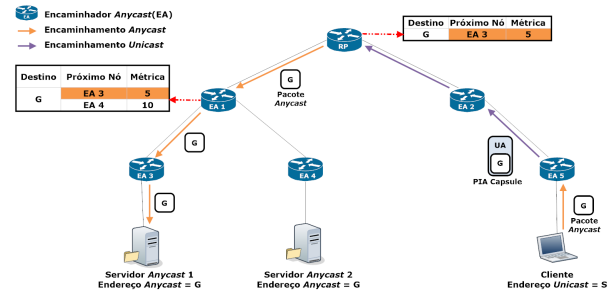 Encaminhador Anycast(EA)
EA
Encaminhamento Anycast
Encaminhamento Unicast
Destino Próximo Nó Métrica
G EA 3 5
RP
Destino Próximo Nó Métrica
G
EA 3 5
EA 4 10
EA 1
G
Pacote
Anycast
EA 2
G
UA
G
PIA Capsule
EA 3
EA 4
EA 5
G
G
Pacote
Anycast
Servidor Anycast 1
Endereço Anycast = G
Servidor Anycast 2
Endereço Anycast = G
Cliente
Endereço Unicast = S